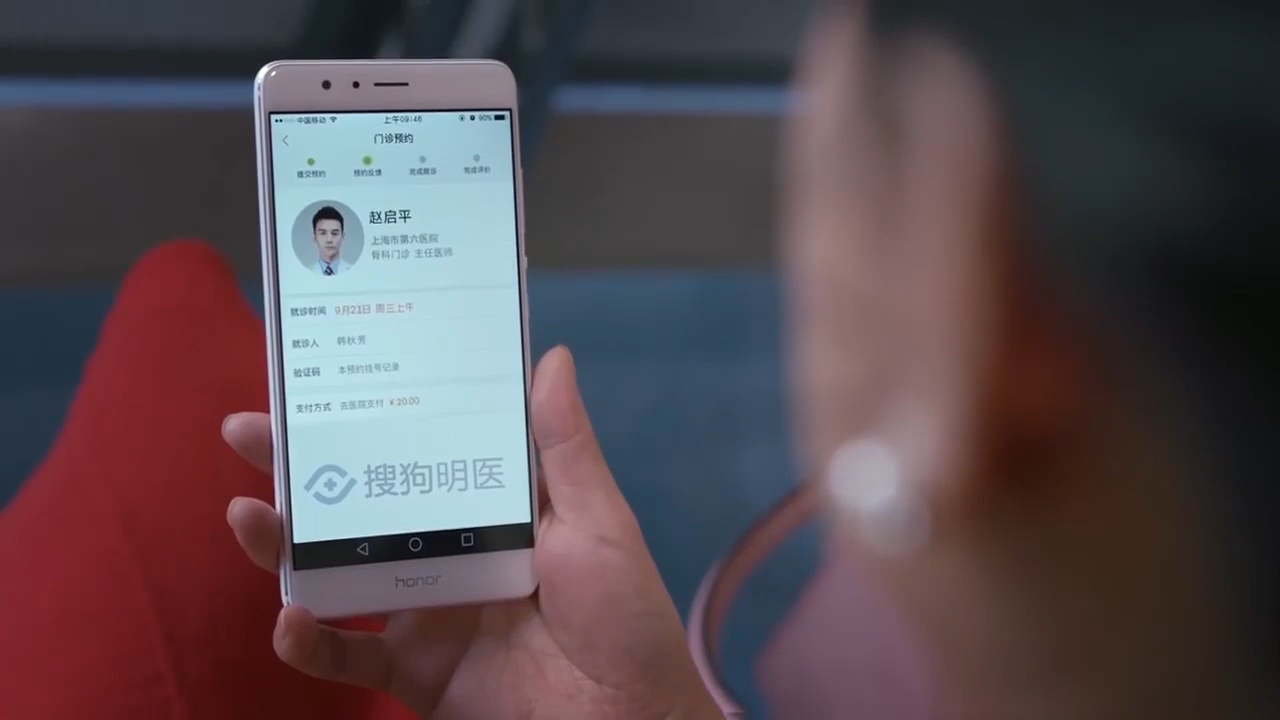 中国移动 上午09:46 90%
门诊预约
提交预约 预约反馈 完成就诊 完成评价
赵启平
上海市第六医院
骨科门诊 主任医师
就诊时间 9月21日 周三上午
就诊人 韩秋芳
验证码 本预约挂号记录
支付方式 去医院支付 ¥20.00
搜狗明医
honor